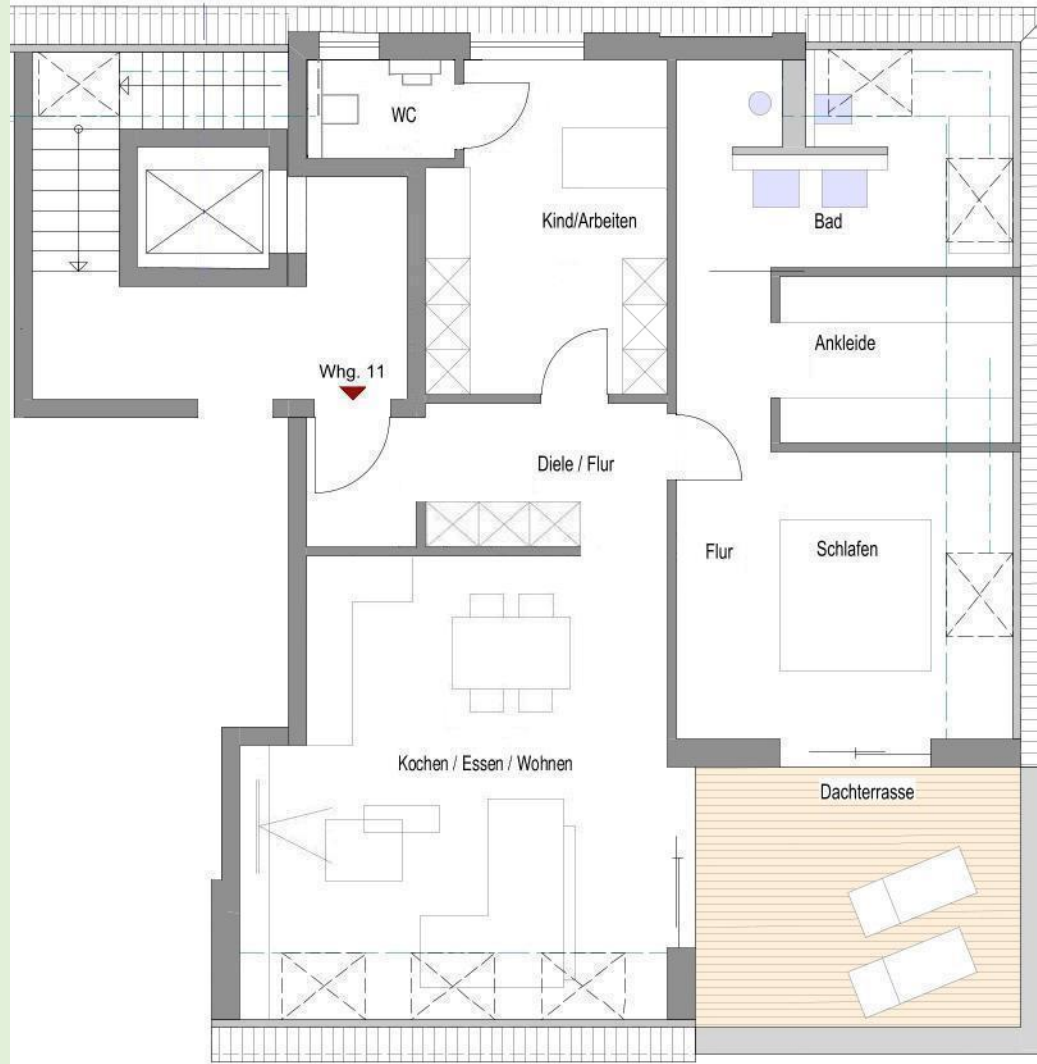 WC
Kind/Arbeiten
Bad
Ankleide
Whg. 11
Diele / Flur
Flur
Schlafen
Kochen / Essen / Wohnen
Dachterrasse